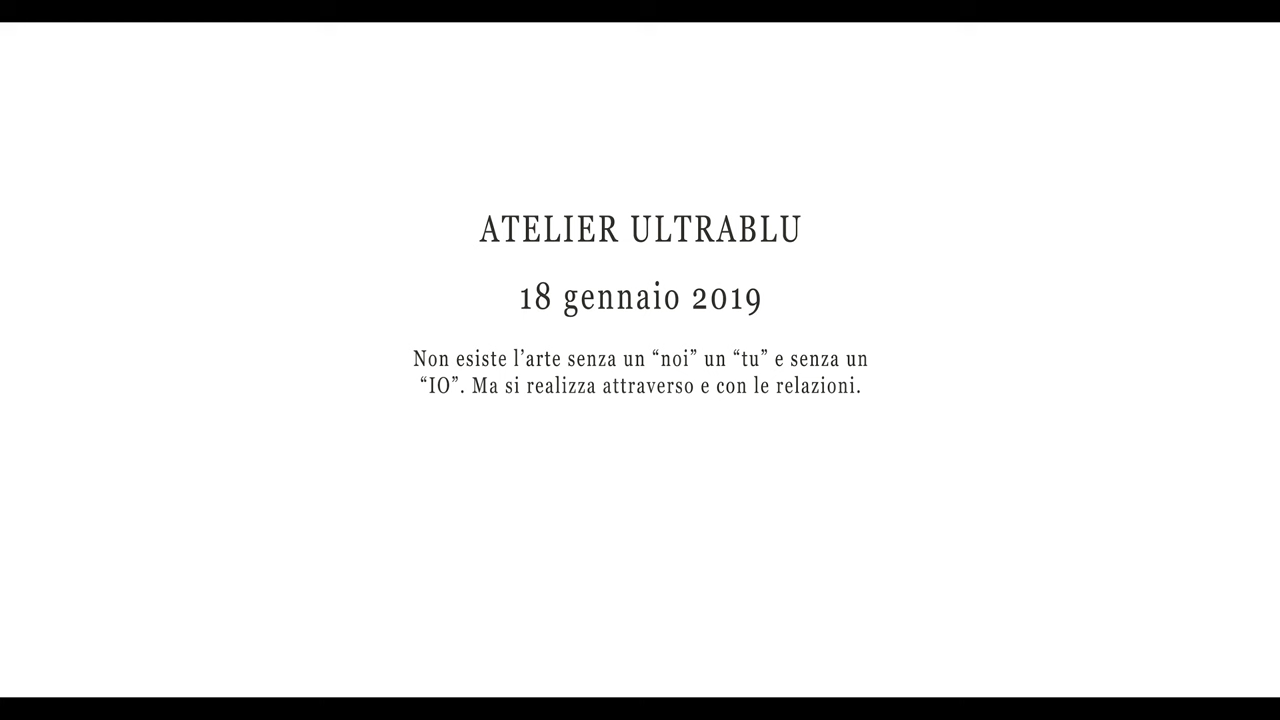 ATELIER ULTRABLU
18 gennaio 2019
Non esiste l’arte senza un “noi” un “tu” e senza un
“IO”. Ma si realizza attraverso e con le relazioni.